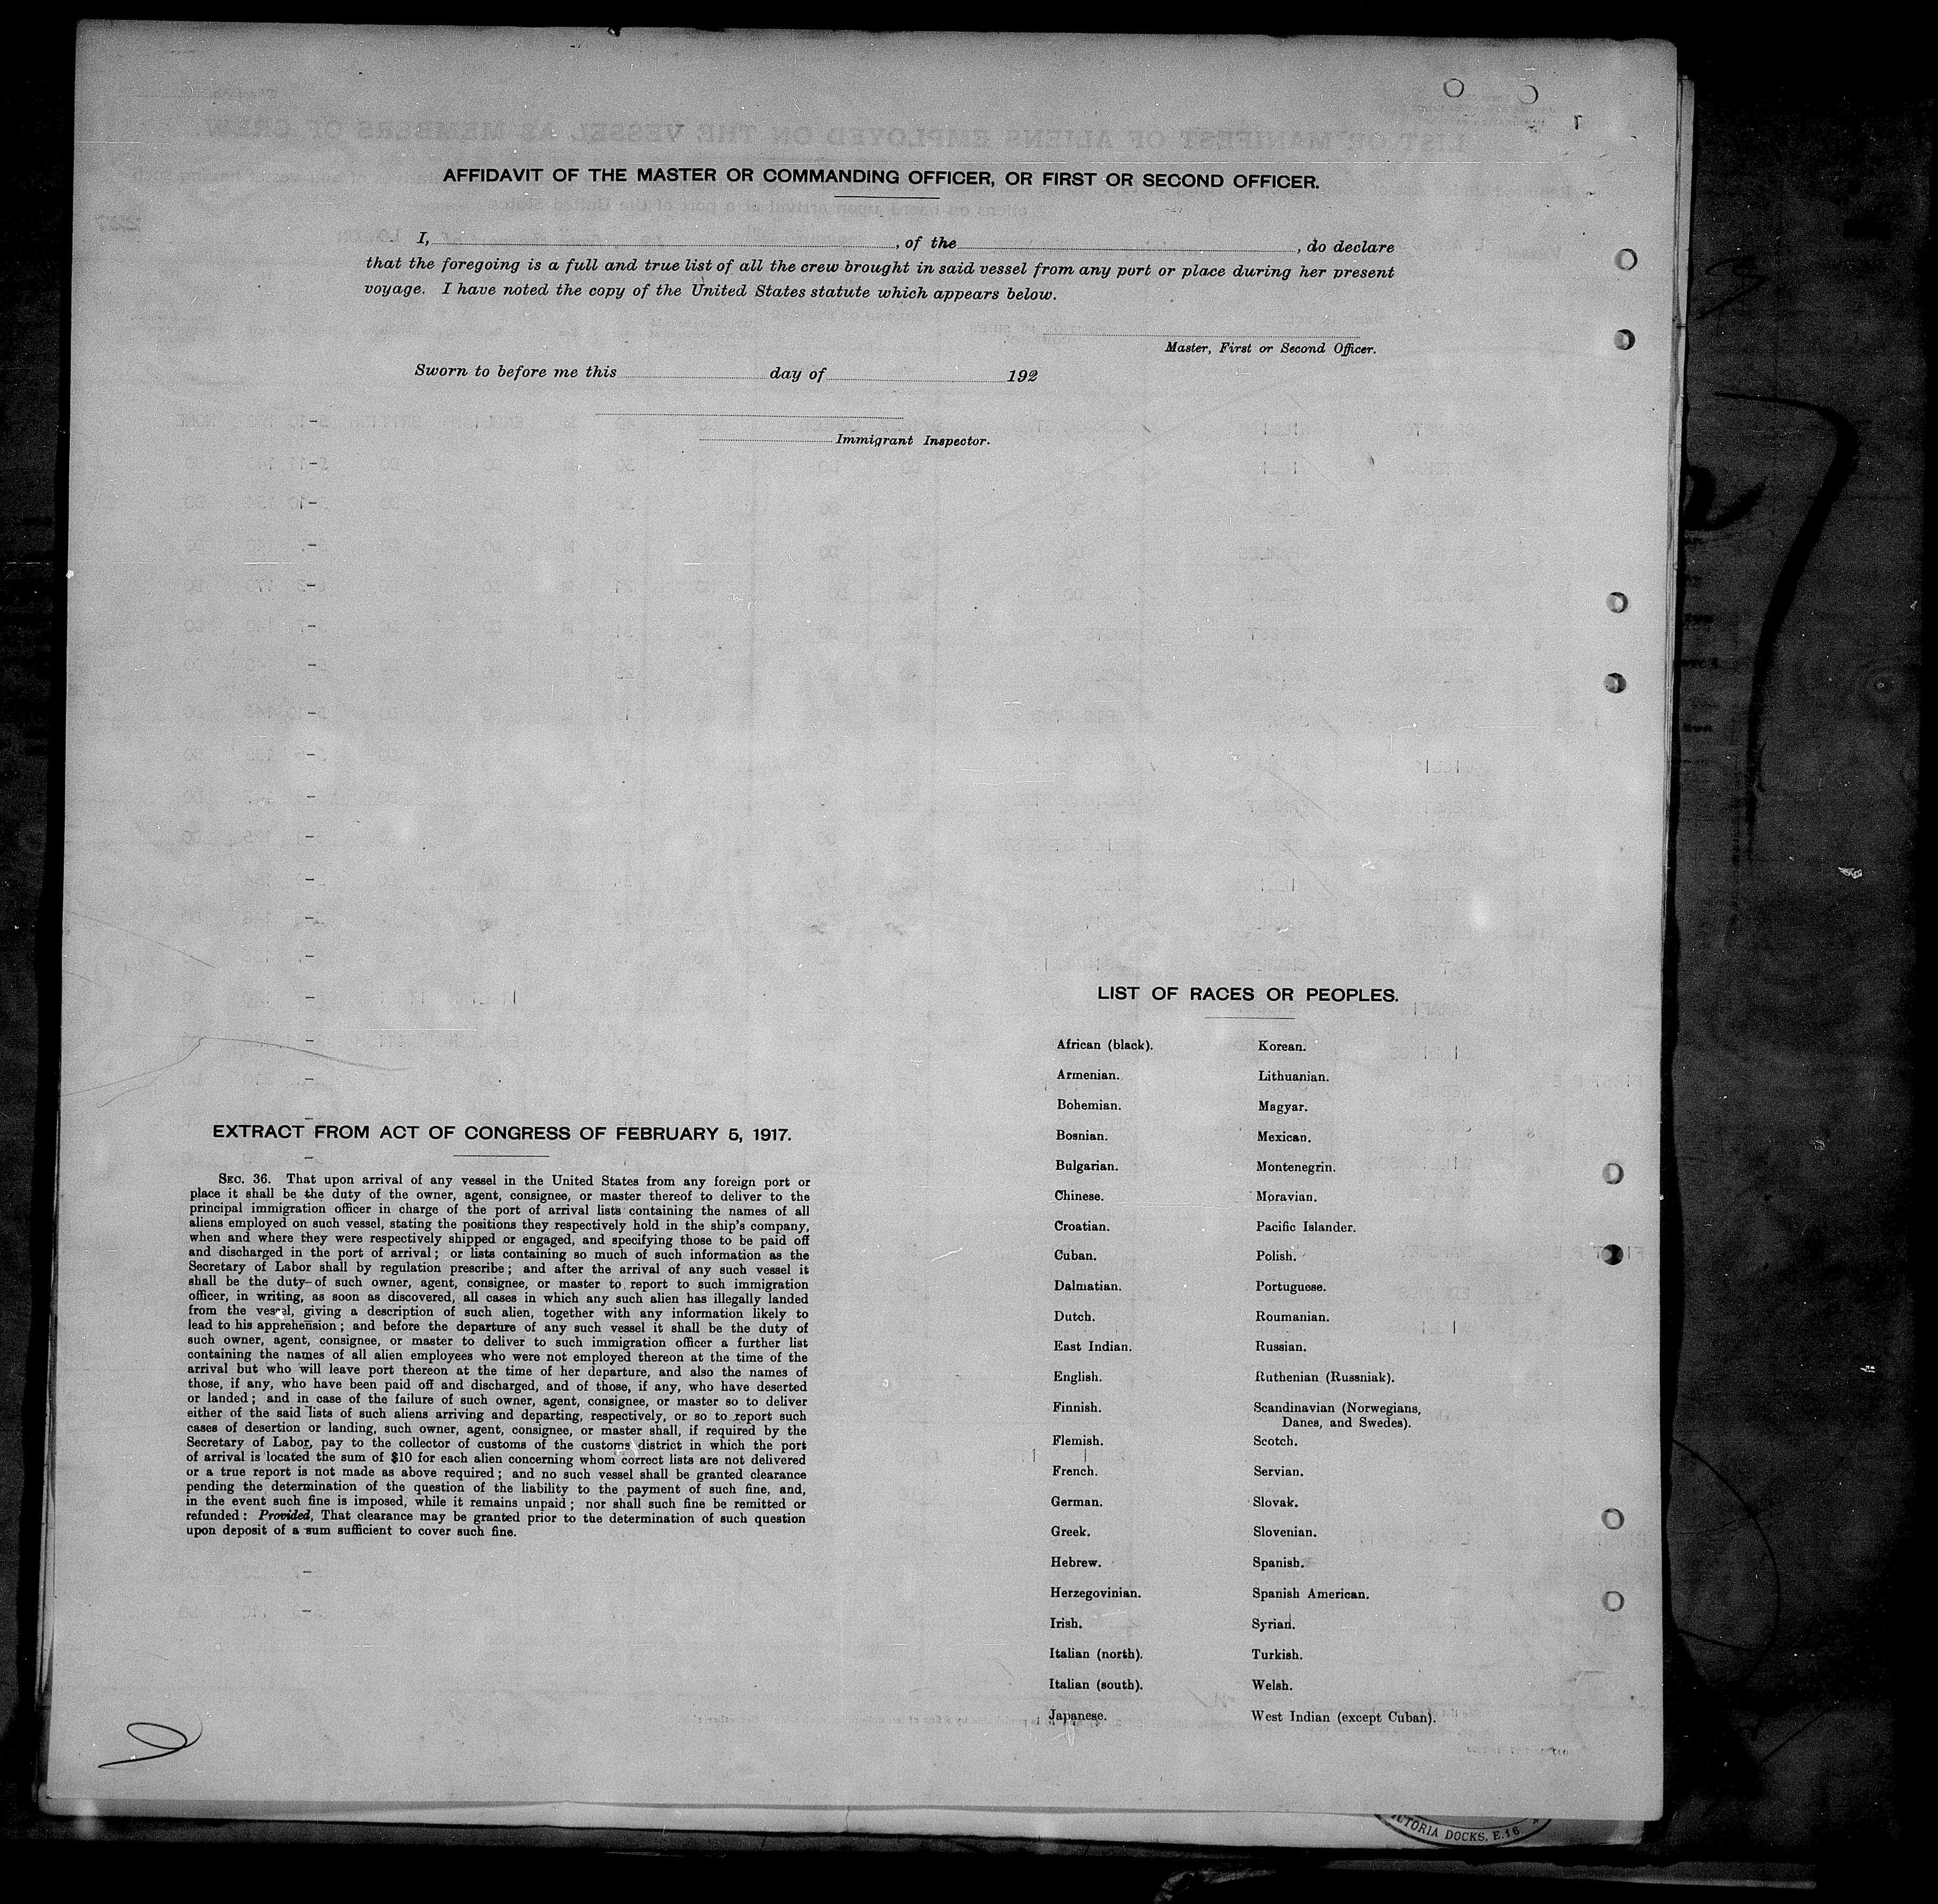 AFFIDAVIT OF THE MASTER OR COMMANDING OFFICER, OR FIRST OR SECOND OFFICER.
I, , of the , do declare
that the foregoing is a full and true list of all the crew brought in said vessel from any port or place during her present
voyage. I have noted the copy of the United States statute which appears below.
Master, First or Second Officer.
Sworn to before me this day of 192
Immigrant Inspector.
EXTRACT FROM ACT OF CONGRESS OF FEBRUARY 5, 1917.
SEC. 36. That upon arrival of any vessel in the United States from any foreign port or
place it shall be the duty of the owner, agent, consignee, or master thereof to deliver to the
principal immigration officer in charge of the port of arrival lists containing the names of all
aliens employed on such vessel, stating the positions they respectively hold in the ship's company,
when and where they were respectively shipped or engaged, and specifying those to be paid off
and discharged in the port of arrival; or lists containing so much of such information as the
Secretary of Labor shall by regulation prescribe; and after the arrival of any such vessel it
shall be the duty of such owner, agent, consignee, or master to report to such immigration
officer, in writing, as soon as discovered, all cases in which any such alien has illegally landed
from the vessel, giving a description of such alien, together with any information likely to
lead to his apprehension; and before the departure of any such vessel it shall be the duty of
such owner, agent, consignee, or master to deliver to such immigration officer a further list
containing the names of all alien employees who were not employed thereon at the time of the
arrival but who will leave port thereon at the time of her departure, and also the names of
those, if any, who have been paid off and discharged, and of those, if any, who have deserted
or landed; and in case of the failure of such owner, agent, consignee, or master so to deliver
either of the said lists of such aliens arriving and departing, respectively, or so to report such
cases of desertion or landing, such owner, agent, consignee, or master shall, if required by the
Secretary of Labor, pay to the collector of customs of the customs district in which the port
of arrival is located the sum of $10 for each alien concerning whom correct lists are not delivered
or a true report is not made as above required; and no such vessel shall be granted clearance
pending the determination of the question of the liability to the payment of such fine, and,
in the event such fine is imposed, while it remains unpaid; nor shall such fine be remitted or
refunded: Provided, That clearance may be granted prior to the determination of such question
upon deposit of a sum sufficient to cover such fine.
LIST OF RACES OR PEOPLES.
African (black).
Armenian.
Bohemian.
Bosnian.
Bulgarian.
Chinese.
Croatian.
Cuban.
Dalmatian.
Dutch.
East Indian.
English.
Finnish.
Flemish.
French.
German.
Greek.
Hebrew.
Herzegovinian.
Irish.
Italian (north).
Italian (south).
Japanese.
Korean.
Lithuanian.
Magyar.
Mexican.
Montenegrin.
Moravian.
Pacific Islander.
Polish.
Portuguese.
Roumanian.
Russian.
Ruthenian (Russniak).
Scandinavian (Norwegians,
Danes, and Swedes).
Scotch.
Servian.
Slovak.
Slovenian.
Spanish.
Spanish American.
Syrian.
Turkish.
Welsh.
West Indian (except Cuban).
DOCKS, E.16